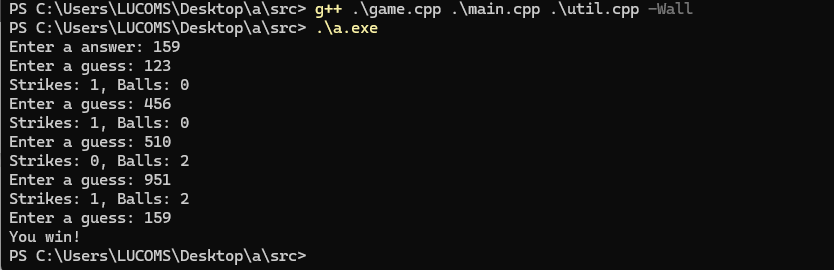 PS C:\Users\LUCOMS\Desktop\a\src> g++ .\game.cpp .\main.cpp .\util.cpp -Wall
PS C:\Users\LUCOMS\Desktop\a\src> .\a.exe
Enter a answer: 159
Enter a guess: 123
Strikes: 1, Balls: 0
Enter a guess: 456
Strikes: 1, Balls: 0
Enter a guess: 510
Strikes: 0, Balls: 2
Enter a guess: 951
Strikes: 1, Balls: 2
Enter a guess: 159
You win!
PS C:\Users\LUCOMS\Desktop\a\src>